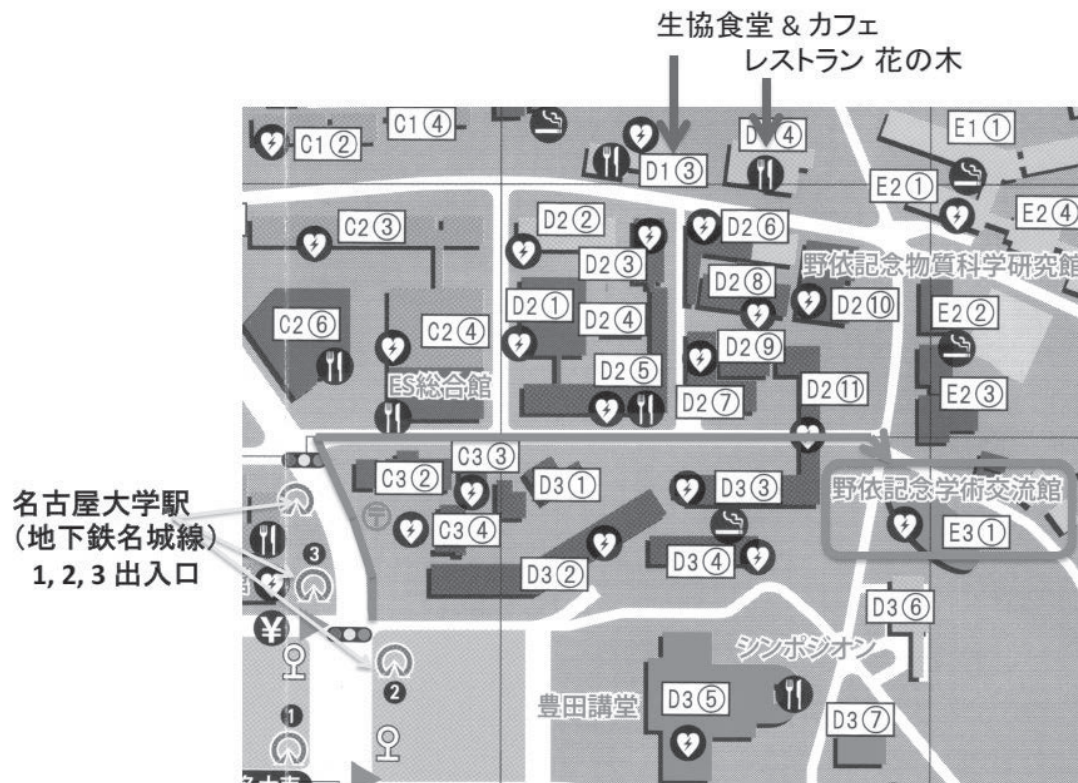 生協食堂 & カフェ
レストラン 花の木
C1④
C1②
D1③
E1①
E2①
E2④
C2③
D2②
D2⑥
野依記念物質科学研究館
D2③
D2⑧
D2①
D2④
D2⑩
E2②
C2⑥
C2④
D2⑨
ES総合館
D2⑤
D2⑦
D2⑪
E2③
C3③
C3②
D3①
D3③
野依記念学術交流館
E3①
C3④
D3②
D3④
名古屋大学駅
(地下鉄名城線)
1, 2, 3 出入口
3
¥
D3⑥
シンポジオン
2
豊田講堂
D3⑤
D3⑦
1